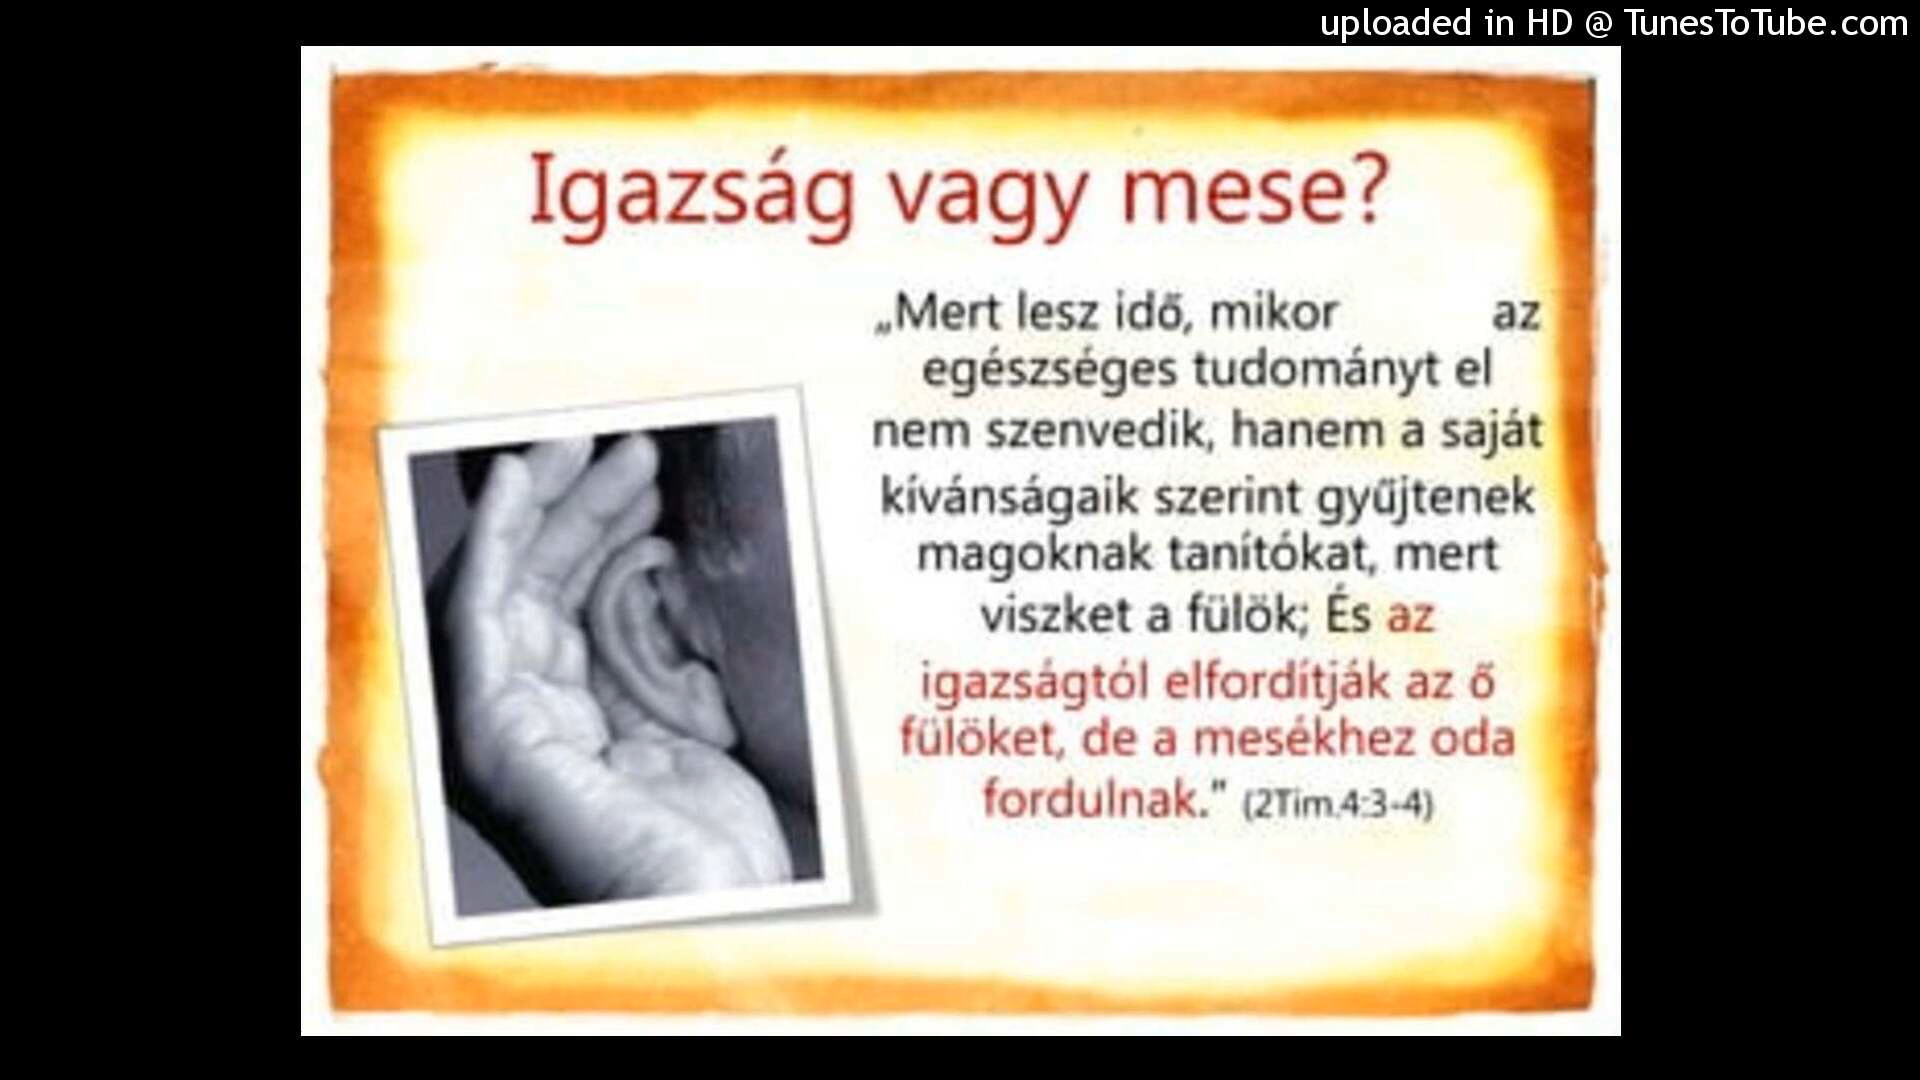 uploaded in HD @ TunesToTube.com
Igazság vagy mese?
„Mert lesz idő, mikor az
egészséges tudományt el
nem szenvedik, hanem a saját
kívánságaik szerint gyűjtenek
magoknak tanítókat, mert
viszket a fülök; És az
igazságtól elfordítják az ő
fülöket, de a mesékhez oda
fordulnak.” (2Tim.4:3-4)